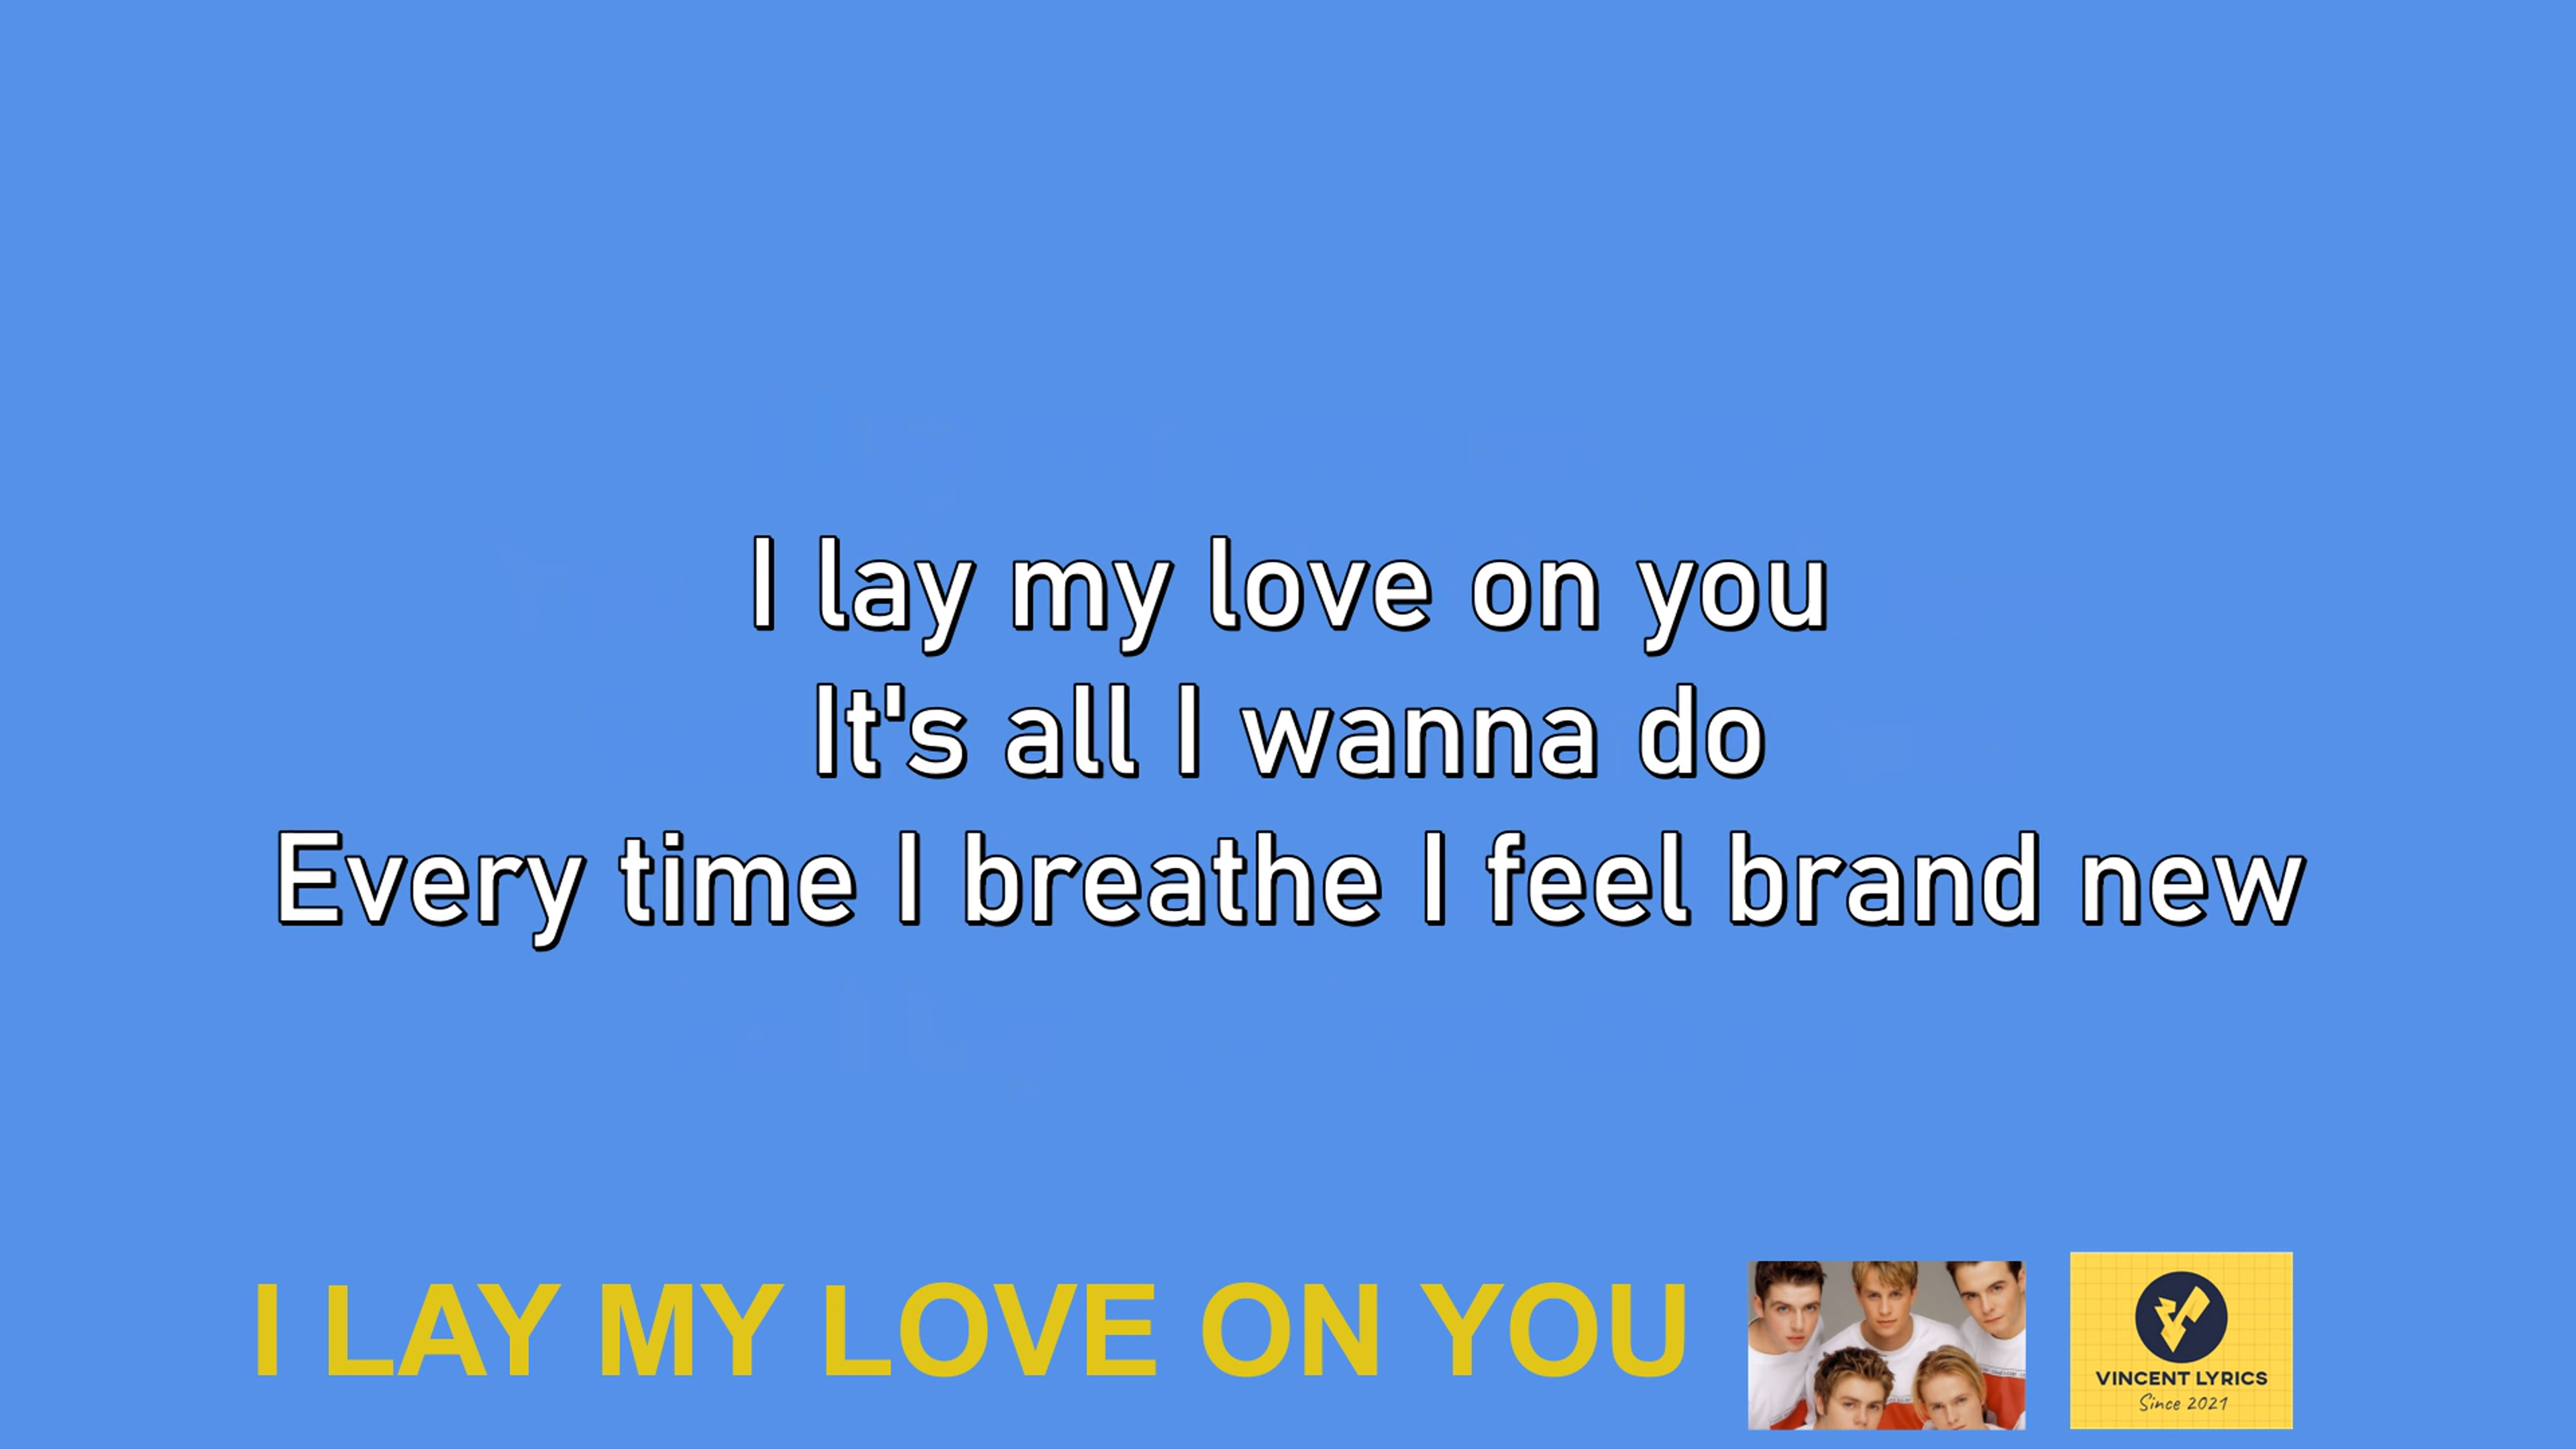 I lay my love on you
It's all I wanna do
Every time I breathe I feel brand new
I LAY MY LOVE ON YOU
VINCENT LYRICS
Since 2021